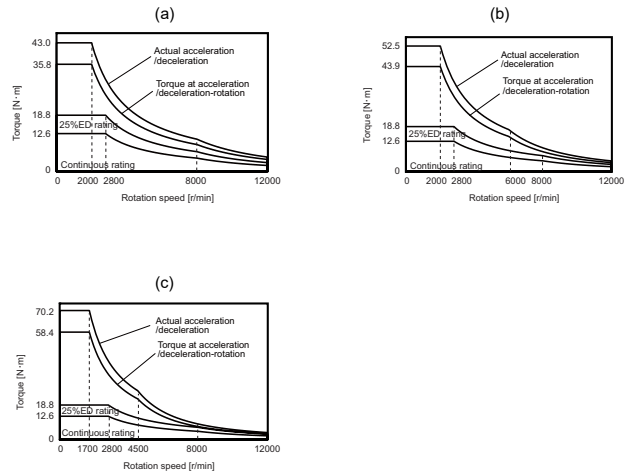 (a)
43.0
35.8
18.8
12.6
0
Torque [N·m]
Actual acceleration
/deceleration
Torque at acceleration
/deceleration-rotation
25%ED rating
Continuous rating
0 2000 2800 8000 12000
Rotation speed [r/min]
(b)
52.5
43.9
18.8
12.6
0
Torque [N·m]
Actual acceleration
/deceleration
Torque at acceleration
/deceleration-rotation
25%ED rating
Continuous rating
0 2000 2800 6000 8000 12000
Rotation speed [r/min]
(c)
70.2
58.4
18.8
12.6
0
Torque [N·m]
Actual acceleration
/deceleration
Torque at acceleration
/deceleration-rotation
25%ED rating
Continuous rating
0 1700 2800 4500 8000 12000
Rotation speed [r/min]